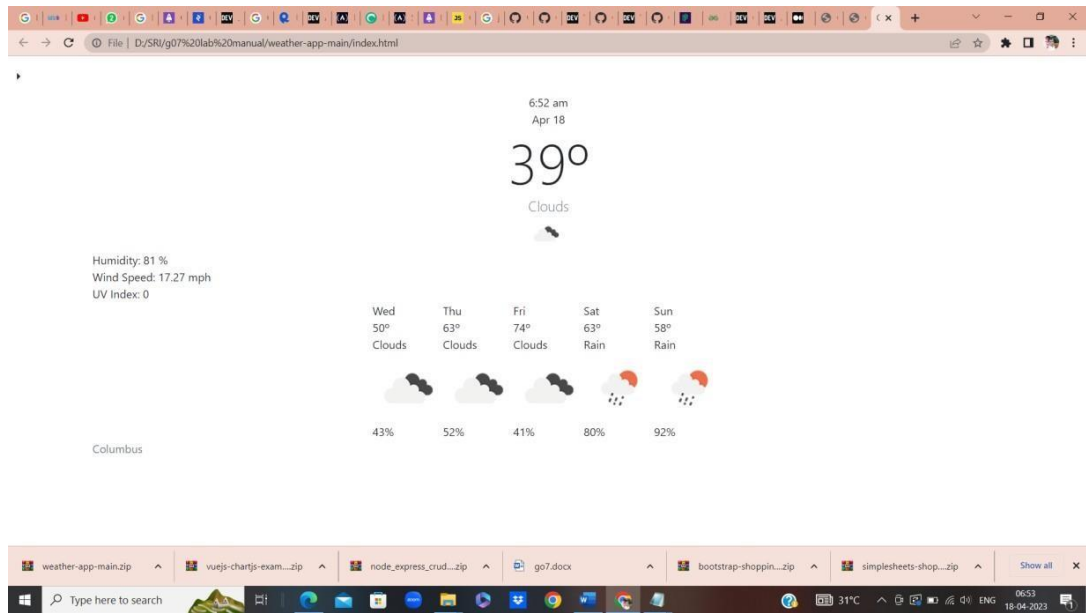 File | D:/SRI/g07%20lab%20manual/weather-app-main/index.html
6:52 am
Apr 18
39º
Clouds
Humidity: 81 %
Wind Speed: 17.27 mph
UV Index: 0
Wed Thu Fri Sat Sun
50º 63º 74º 63º 58º
Clouds Clouds Clouds Rain Rain
43% 52% 41% 80% 92%
Columbus
weather-app-main.zip vuejs-chartjs-exam....zip node_express_crud....zip go7.docx bootstrap-shoppin....zip simplesheets-shop....zip Show all
Type here to search 31°C ENG 06:53
18-04-2023